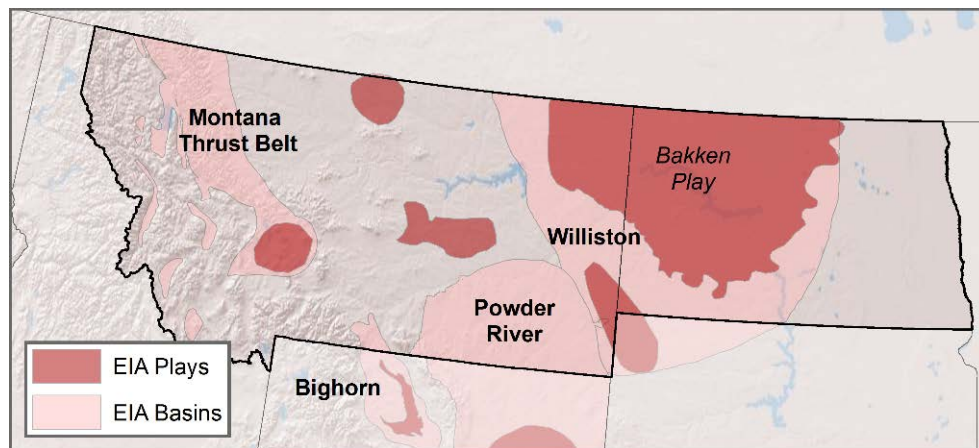 Montana
Thrust Belt
Bakken
Play
Williston
Powder
River
Bighorn
EIA Plays
EIA Basins